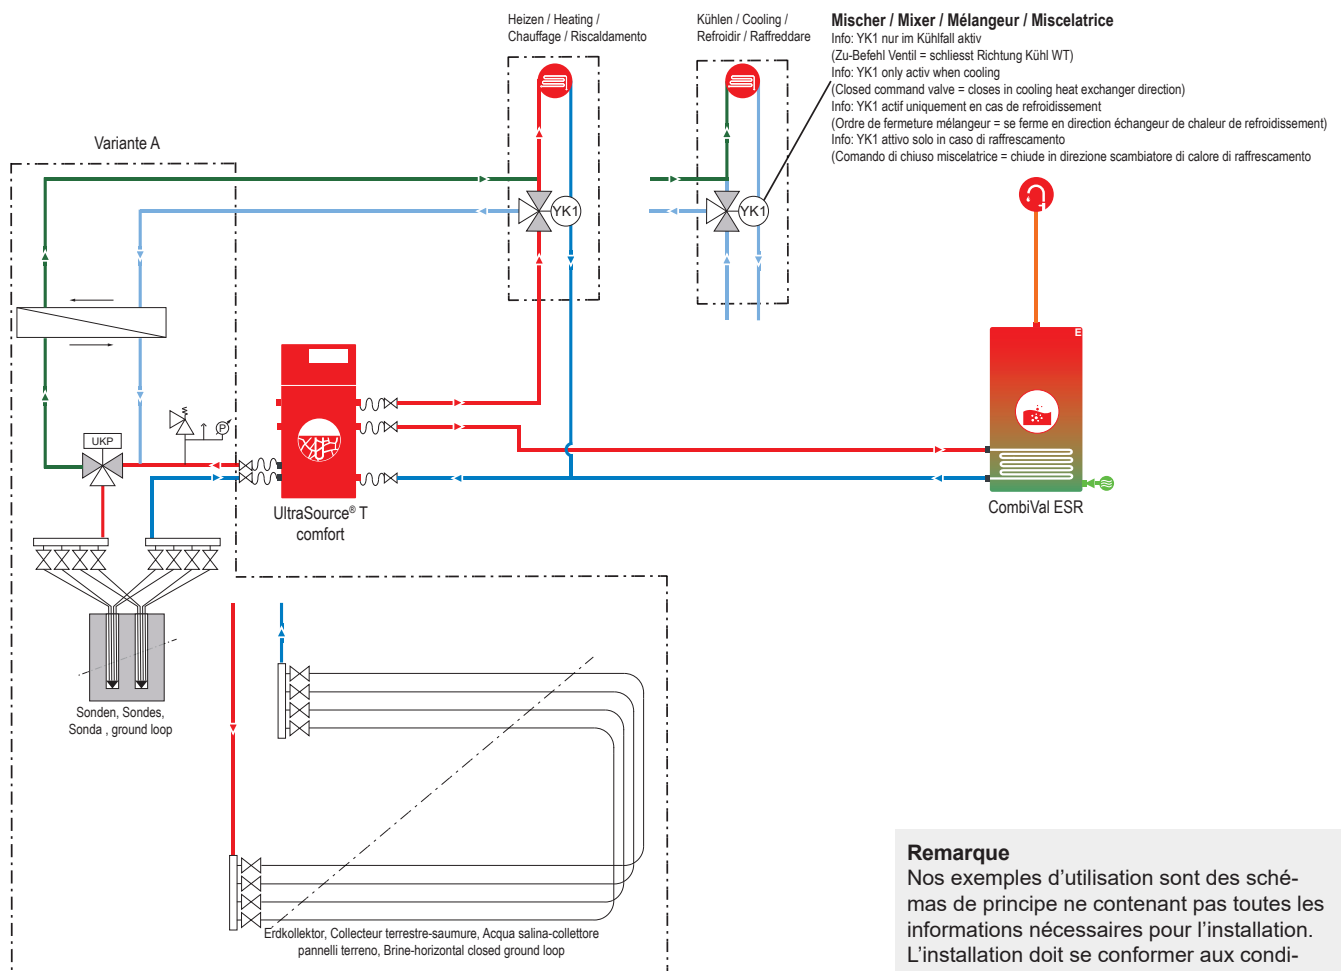 Heizen / Heating /
Chauffage / Riscaldamento
Kühlen / Cooling /
Refroidir / Raffreddare
Mischer / Mixer / Mélangeur / Miscelatrice
Info: YK1 nur im Kühlfall aktiv
(Zu-Befehl Ventil = schliesst Richtung Kühl WT)
Info: YK1 only activ when cooling
(Closed command valve = closes in cooling heat exchanger direction)
Info: YK1 actif uniquement en cas de refroidissement
(Ordre de fermeture mélangeur = se ferme en direction échangeur de chaleur de refroidissement)
Info: YK1 attivo solo in caso di raffrescamento
(Comando di chiuso miscelatrice = chiude in direzione scambiatore di calore di raffrescamento
Variante A
YK1
YK1
E
UKP
P
UltraSource® T
comfort
CombiVal ESR
Sonden, Sondes,
Sonda , ground loop
Erdkollektor, Collecteur terrestre-saumure, Acqua salina-collettore
pannelli terreno, Brine-horizontal closed ground loop
Remarque
Nos exemples d’utilisation sont des sché-
mas de principe ne contenant pas toutes les
informations nécessaires pour l’installation.
L’installation doit se conformer aux condi-